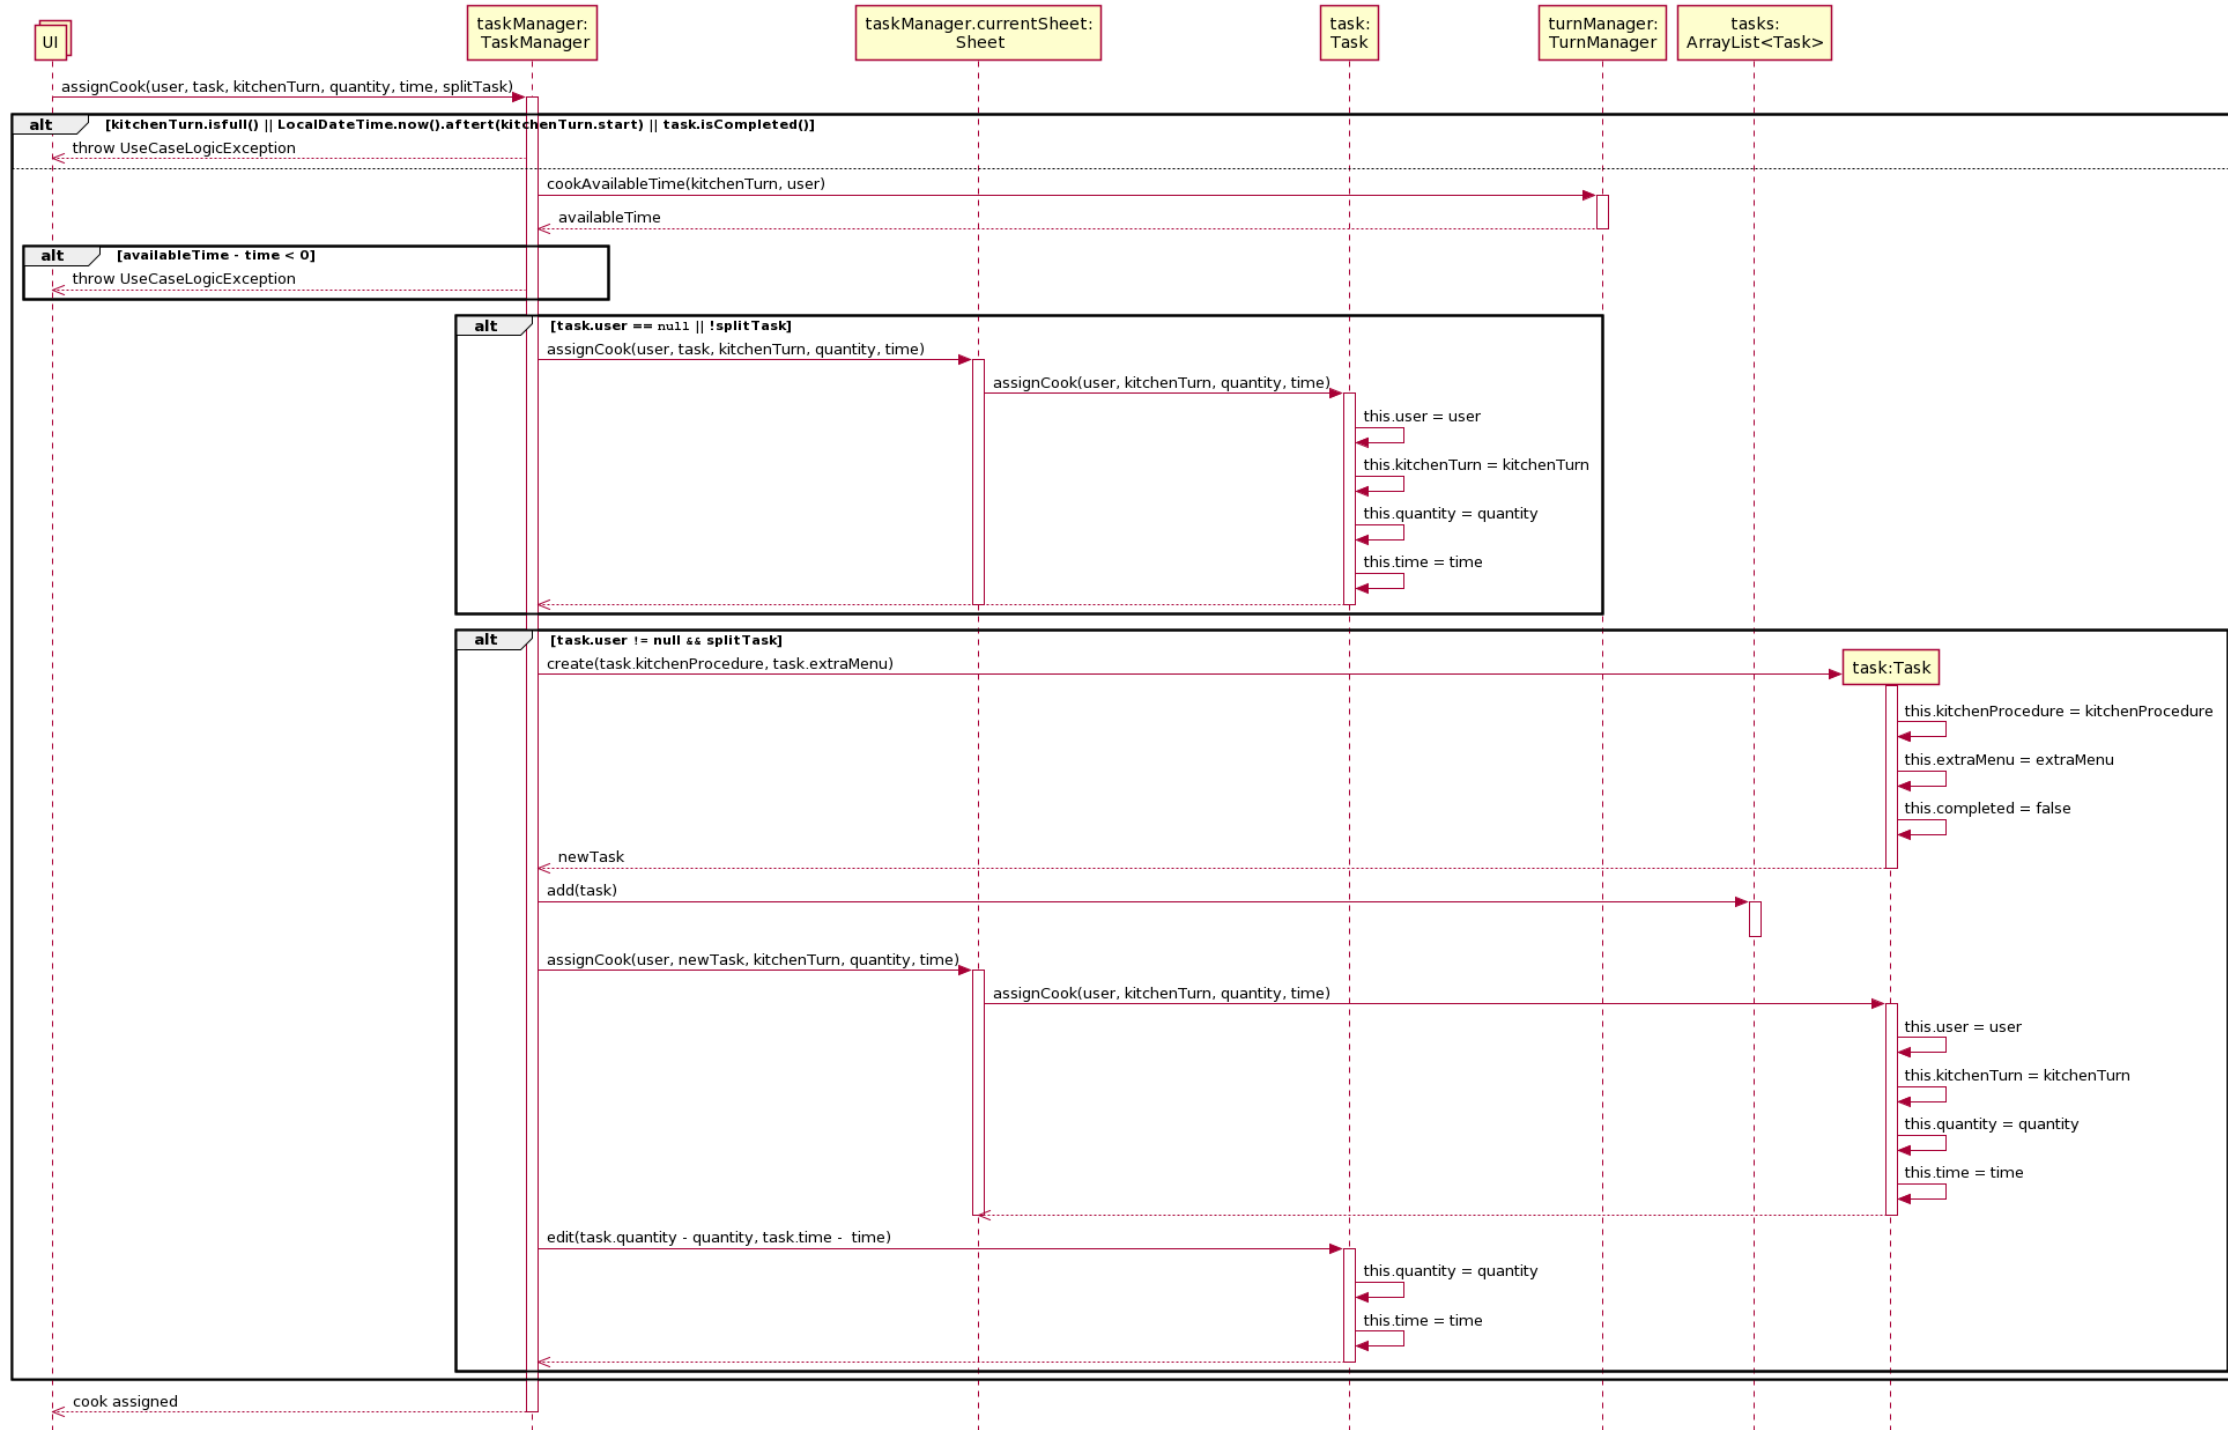 UI
taskManager:
TaskManager
taskManager.currentSheet:
Sheet
task:
Task
turnManager:
TurnManager
tasks:
ArrayList<Task>
assignCook(user, task, kitchenTurn, quantity, time, splitTask)
alt [kitchenTurn.isfull() || LocalDateTime.now().aftert(kitchenTurn.start) || task.isCompleted()]
throw UseCaseLogicException
cookAvailableTime(kitchenTurn, user)
availableTime
alt [availableTime - time < 0]
throw UseCaseLogicException
alt [task.user == null || !splitTask]
assignCook(user, task, kitchenTurn, quantity, time)
assignCook(user, kitchenTurn, quantity, time)
this.user = user
this.kitchenTurn = kitchenTurn
this.quantity = quantity
this.time = time
alt [task.user != null && splitTask]
create(task.kitchenProcedure, task.extraMenu)
task:Task
this.kitchenProcedure = kitchenProcedure
this.extraMenu = extraMenu
this.completed = false
newTask
add(task)
assignCook(user, newTask, kitchenTurn, quantity, time)
assignCook(user, kitchenTurn, quantity, time)
this.user = user
this.kitchenTurn = kitchenTurn
this.quantity = quantity
this.time = time
edit(task.quantity - quantity, task.time -  time)
this.quantity = quantity
this.time = time
cook assigned